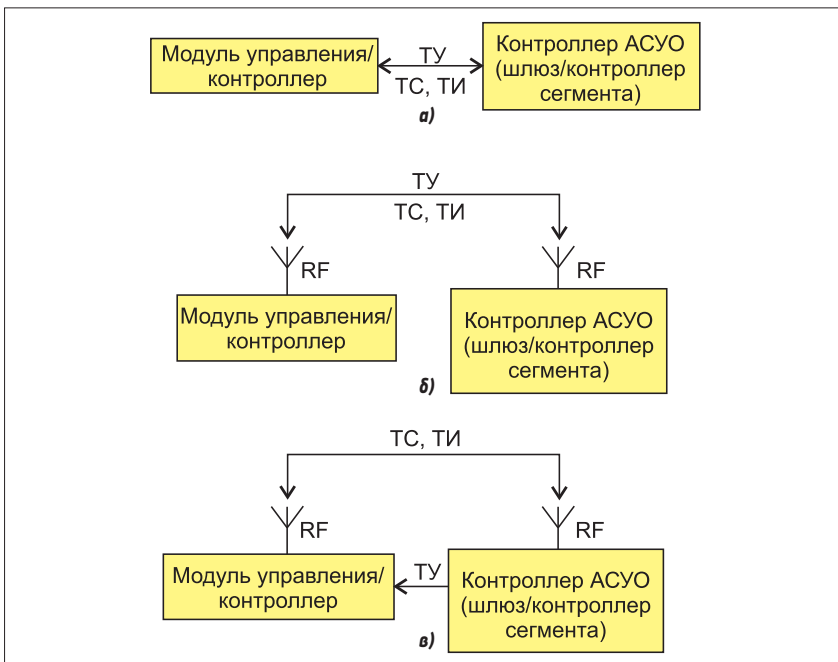 Модуль управления/
контроллер
ТУ
ТС, ТИ
Контроллер АСУО
(шлюз/контроллер
сегмента)
а)
ТУ
ТС, ТИ
RF
RF
Модуль управления/
контроллер
Контроллер АСУО
(шлюз/контроллер
сегмента)
б)
ТС, ТИ
RF
RF
Модуль управления/
контроллер
ТУ
Контроллер АСУО
(шлюз/контроллер
сегмента)
в)